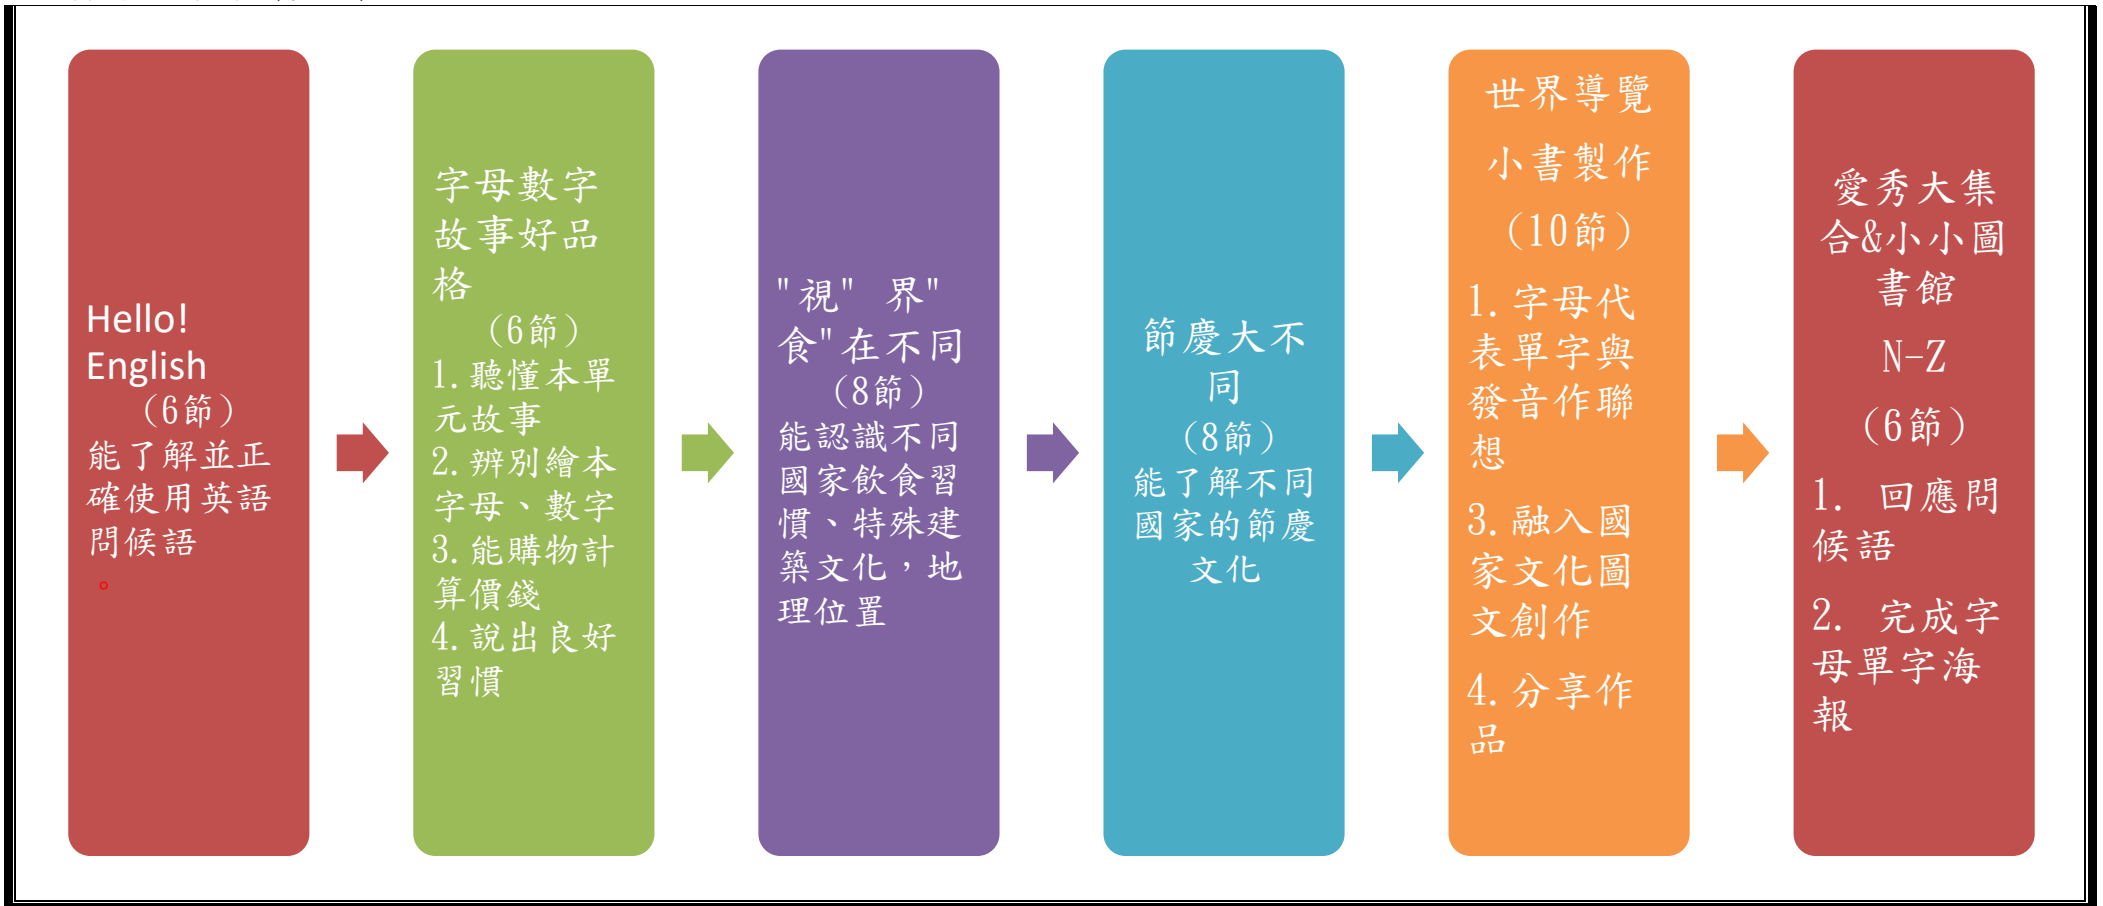 Hello!
English
(6節)
能了解並正
確使用英語
問候語
。
字母數字
故事好品
格
(6節)
1.聽懂本單
元故事
2.辨別繪本
字母、數字
3.能購物計
算價錢
4.說出良好
習慣
"視" 界"
食"在不同
(8節)
能認識不同
國家飲食習
慣、特殊建
築文化，地
理位置
節慶大不
同
(8節)
能了解不同
國家的節慶
文化
世界導覽
小書製作
(10節)
1.字母代
表單字與
發音作聯
想
3.融入國
家文化圖
文創作
4.分享作
品
愛秀大集
合&小小圖
書館
N-Z
(6節)
1. 回應問
候語
2. 完成字
母單字海
報